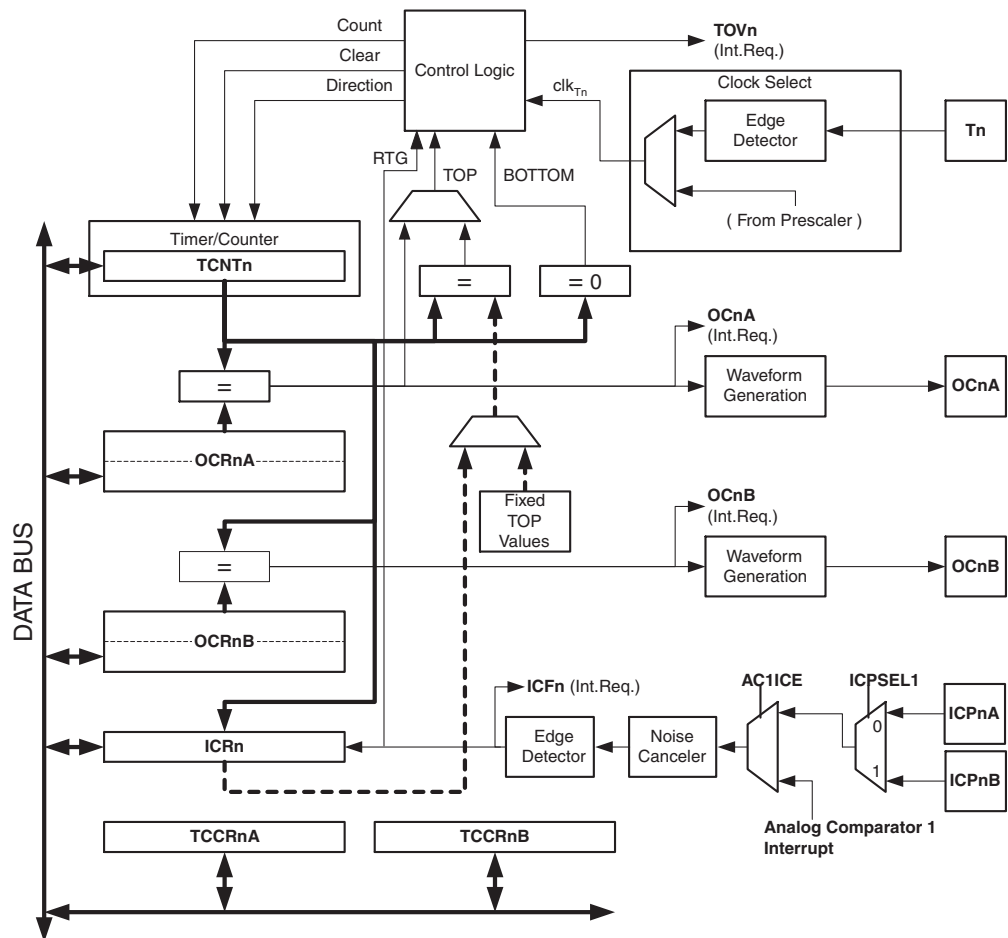 Count
Clear
Direction
Control Logic
TOVn
(Int.Req.)
clkTn
Clock Select
Edge
Detector
Tn
( From Prescaler )
RTG
TOP
BOTTOM
Timer/Counter
TCNTn
=
= 0
OCnA
(Int.Req.)
=
Waveform
Generation
OCnA
OCRnA
Fixed
TOP
Values
OCnB
(Int.Req.)
=
Waveform
Generation
OCnB
OCRnB
DATA BUS
ICFn (Int.Req.)
AC1ICE
ICPSEL1
ICPnA
0
ICRn
Edge
Detector
Noise
Canceler
1
ICPnB
Analog Comparator 1
Interrupt
TCCRnA
TCCRnB